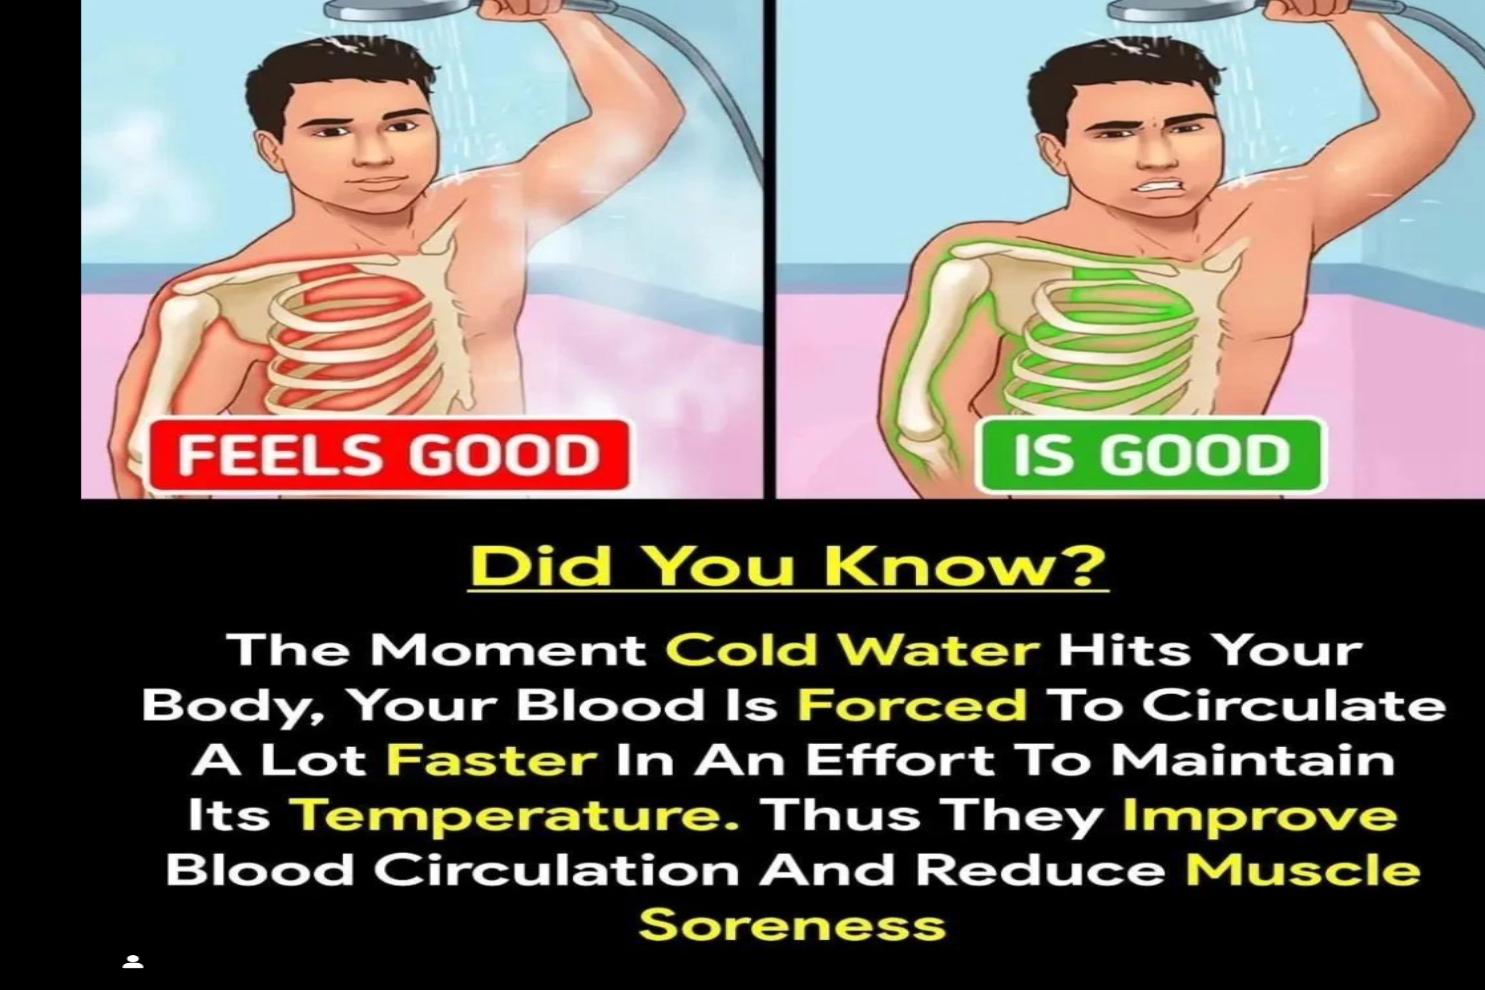 FEELS GOOD
IS GOOD
Did You Know?
The Moment Cold Water Hits Your
Body, Your Blood Is Forced To Circulate
A Lot Faster In An Effort To Maintain
Its Temperature. Thus They Improve
Blood Circulation And Reduce Muscle
Soreness